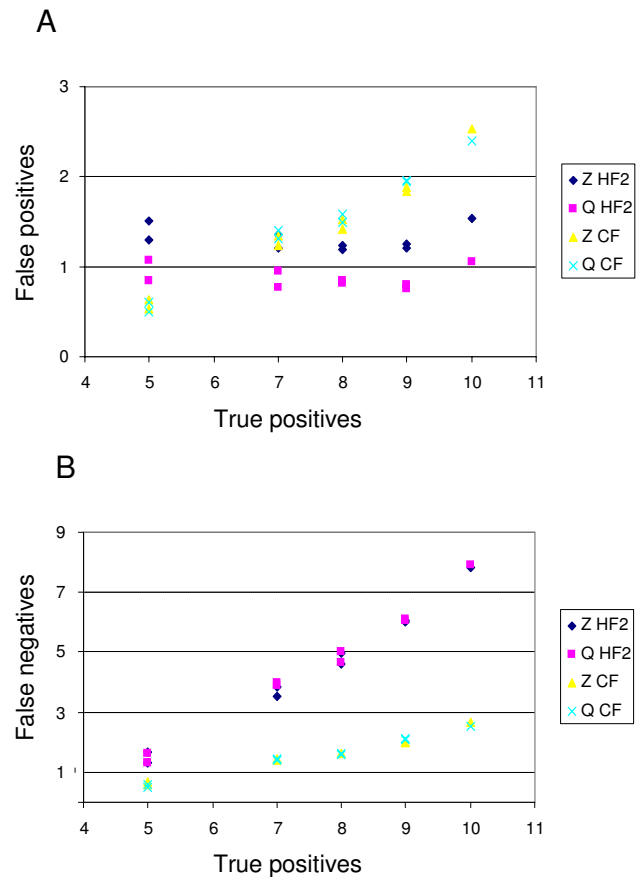 A
3
2
1
0
False positives
4 5 6 7 8 9 10 11
True positives
Z HF2
Q HF2
Z CF
Q CF
B
9
7
5
3
1
False negatives
4 5 6 7 8 9 10 11
True positives
Z HF2
Q HF2
Z CF
Q CF